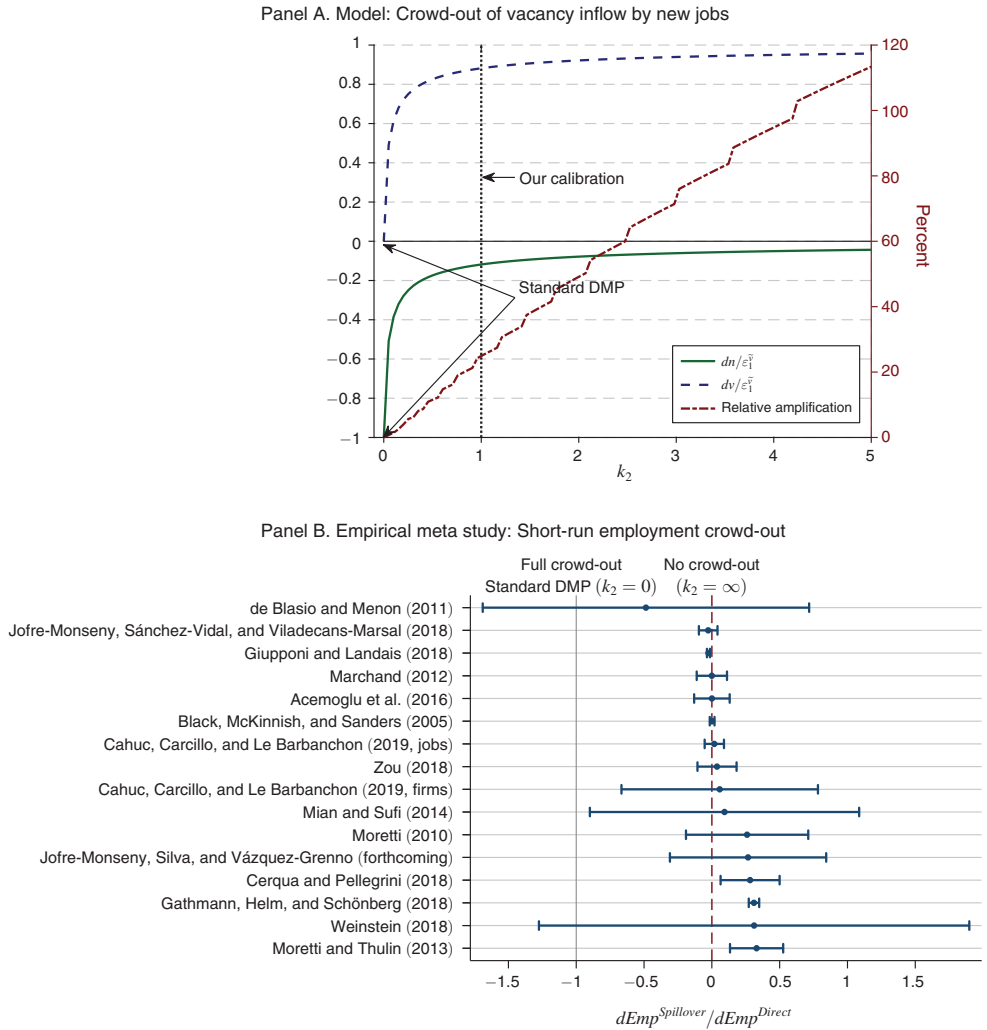 Panel A. Model: Crowd-out of vacancy inflow by new jobs
1
0.8
0.6
0.4
0.2
0
−0.2
−0.4
−0.6
−0.8
−1
120
100
80
60
40
20
0
Percent
Our calibration
Standard DMP
dn/ε₁^ṽ
dv/ε₁^ṽ
Relative amplification
0 1 2 3 4 5
k₂
Panel B. Empirical meta study: Short-run employment crowd-out
Full crowd-out No crowd-out
Standard DMP (k₂ = 0) (k₂ = ∞)
de Blasio and Menon (2011)
Jofre-Monseny, Sánchez-Vidal, and Viladecans-Marsal (2018)
Giupponi and Landais (2018)
Marchand (2012)
Acemoglu et al. (2016)
Black, McKinnish, and Sanders (2005)
Cahuc, Carcillo, and Le Barbanchon (2019, jobs)
Zou (2018)
Cahuc, Carcillo, and Le Barbanchon (2019, firms)
Mian and Sufi (2014)
Moretti (2010)
Jofre-Monseny, Silva, and Vázquez-Grenno (forthcoming)
Cerqua and Pellegrini (2018)
Gathmann, Helm, and Schönberg (2018)
Weinstein (2018)
Moretti and Thulin (2013)
−1.5 −1 −0.5 0 0.5 1 1.5
dEmp^Spillover/dEmp^Direct